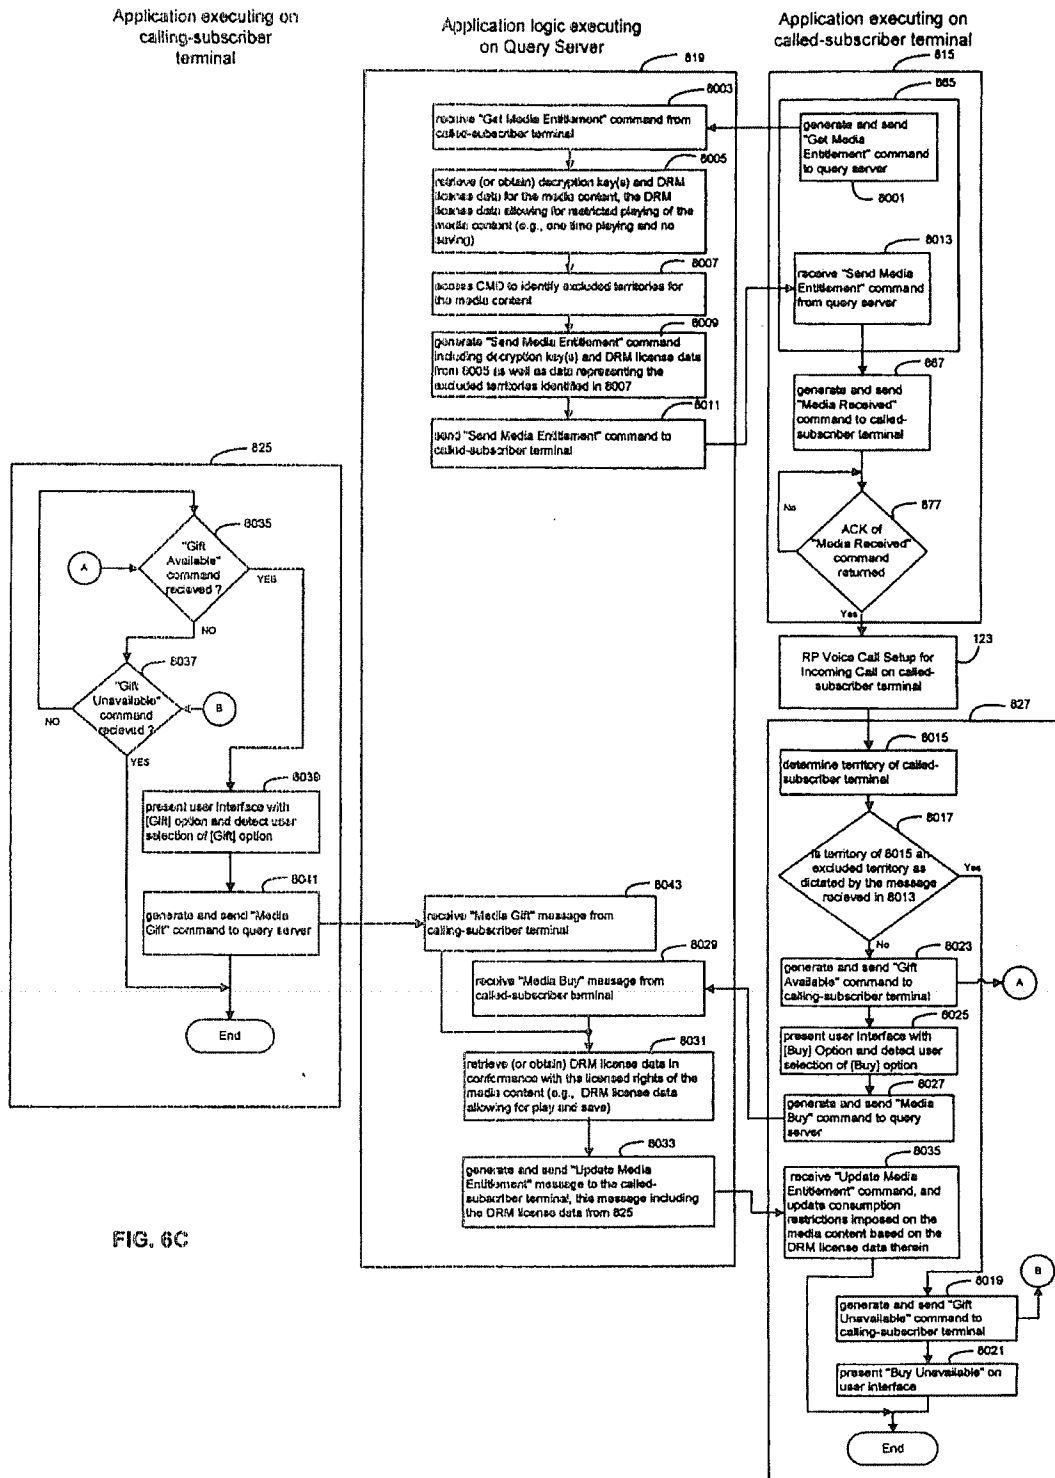 Application executing on
calling-subscriber
terminal
Application logic executing
on Query Server
Application executing on
called-subscriber terminal
819
8003
receive "Get Media Entitlement" command from
called-subscriber terminal
8005
retrieve (or obtain) decryption key(s) and DRM
license data for the media content, the DRM
license data allowing for restricted playing of the
media content (e.g., one time playing and no
saving)
8007
access CMD to identify excluded territories for
the media content
8009
generate "Send Media Entitlement" command
including decryption key(s) and DRM license data
from 8005 as well as data representing the
excluded territories identified in 8007
8011
send "Send Media Entitlement" command to
called-subscriber terminal
815
865
generate and send
"Get Media
Entitlement" command
to query server
8001
8013
receive "Send Media
Entitlement" command
from query server
867
generate and send
"Media Received"
command to called-
subscriber terminal
No
877
ACK of
"Media Received"
command
returned
Yes
123
RP Voice Call Setup for
Incoming Call on called-
subscriber terminal
825
8035
"Gift
Available"
command
recieved ?
A
YES
NO
8037
"Gift
Unavailable"
command
recieved ?
B
NO
YES
8039
present user interface with
[Gift] option and detect user
selection of [Gift] option
8041
generate and send "Media
Gift" command to query server
End
8043
receive "Media Gift" message from
calling-subscriber terminal
8029
receive "Media Buy" message from
called-subscriber terminal
8031
retrieve (or obtain) DRM license data in
conformance with the licensed rights of the
media content (e.g., DRM license data
allowing for play and save)
8033
generate and send "Update Media
Entitlement" message to the called-
subscriber terminal, this message including
the DRM license data from 825
827
8015
determine territory of called-
subscriber terminal
8017
is territory of 8015 an
excluded territory as
dictated by the message
recieved in 8013
Yes
No
8023
generate and send "Gift
Available" command to
calling-subscriber terminal
A
8025
present user Interface with
[Buy] Option and detect user
selection of [Buy] option
8027
generate and send "Media
Buy" command to query
server
8035
receive "Update Media
Entitlement" command, and
update consumption
restrictions imposed on the
media content based on the
DRM license data therein
B
8019
generate and send "Gift
Unavailable" command to
calling-subscriber terminal
8021
present "Buy Unavailable" on
user interface
End
FIG. 6C